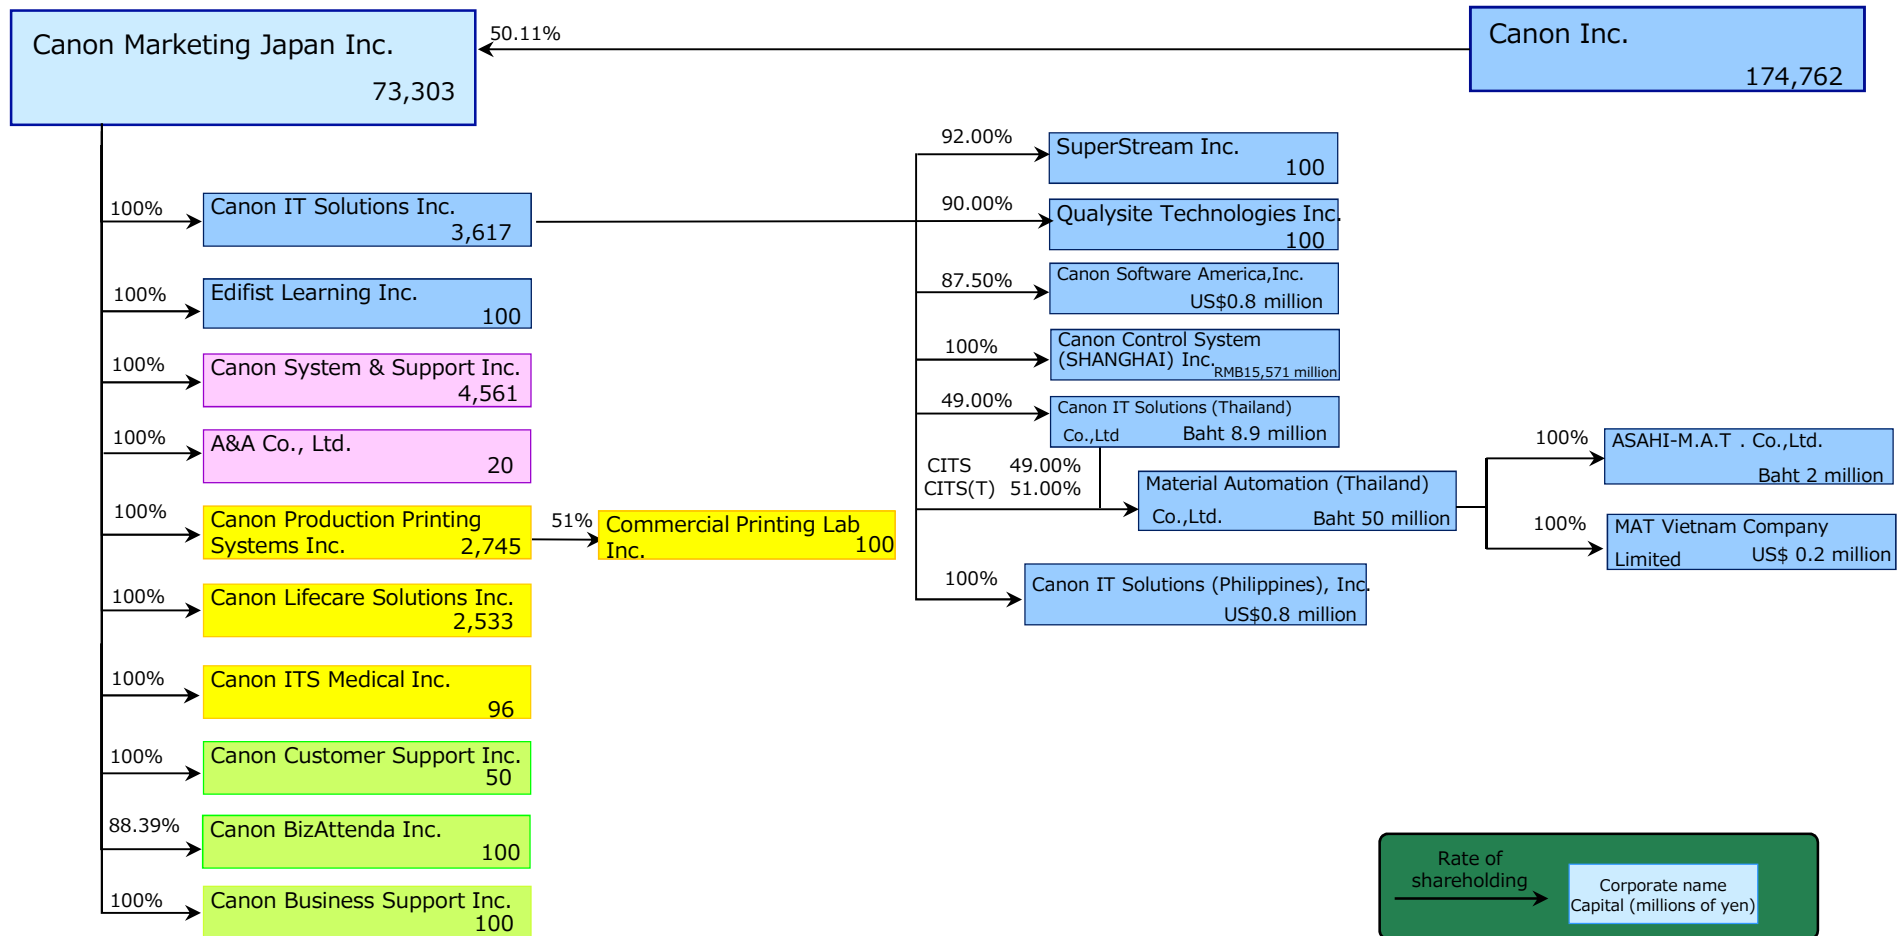 Canon Marketing Japan Inc.
73,303
50.11%
Canon Inc.
174,762
100%
Canon IT Solutions Inc.
3,617
100%
Edifist Learning Inc.
100
100%
Canon System & Support Inc.
4,561
100%
A&A Co., Ltd.
20
100%
Canon Production Printing
Systems Inc. 2,745
51%
Commercial Printing Lab
Inc. 100
100%
Canon Lifecare Solutions Inc.
2,533
100%
Canon ITS Medical Inc.
96
100%
Canon Customer Support Inc.
50
88.39%
Canon BizAttenda Inc.
100
100%
Canon Business Support Inc.
100
92.00%
SuperStream Inc.
100
90.00%
Qualysite Technologies Inc.
100
87.50%
Canon Software America,Inc.
US$0.8 million
100%
Canon Control System
(SHANGHAI) Inc. RMB15,571 million
49.00%
Canon IT Solutions (Thailand)
Co.,Ltd Baht 8.9 million
CITS 49.00%
CITS(T) 51.00%
Material Automation (Thailand)
Co.,Ltd. Baht 50 million
100%
ASAHI-M.A.T . Co.,Ltd.
Baht 2 million
100%
MAT Vietnam Company
Limited US$ 0.2 million
100%
Canon IT Solutions (Philippines), Inc.
US$0.8 million
Rate of
shareholding
Corporate name
Capital (millions of yen)